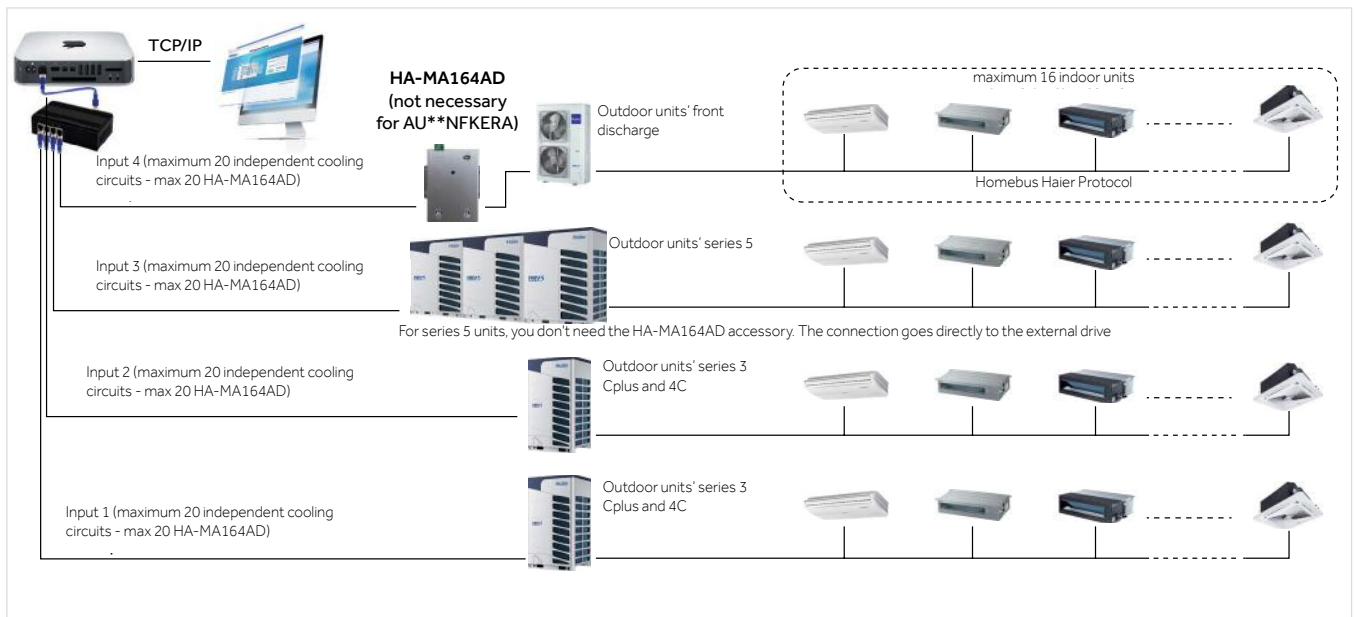 TCP/IP
HA-MA164AD
(not necessary
for AU**NFKERA)
Outdoor units' front
discharge
maximum 16 indoor units
Input 4 (maximum 20 independent cooling
circuits - max 20 HA-MA164AD)
Homebus Haier Protocol
Outdoor units' series 5
Input 3 (maximum 20 independent cooling
circuits - max 20 HA-MA164AD)
For series 5 units, you don't need the HA-MA164AD accessory. The connection goes directly to the external drive
Input 2 (maximum 20 independent cooling
circuits - max 20 HA-MA164AD)
Outdoor units' series 3
Cplus and 4C
Input 1 (maximum 20 independent cooling
circuits - max 20 HA-MA164AD)
Outdoor units' series 3
Cplus and 4C